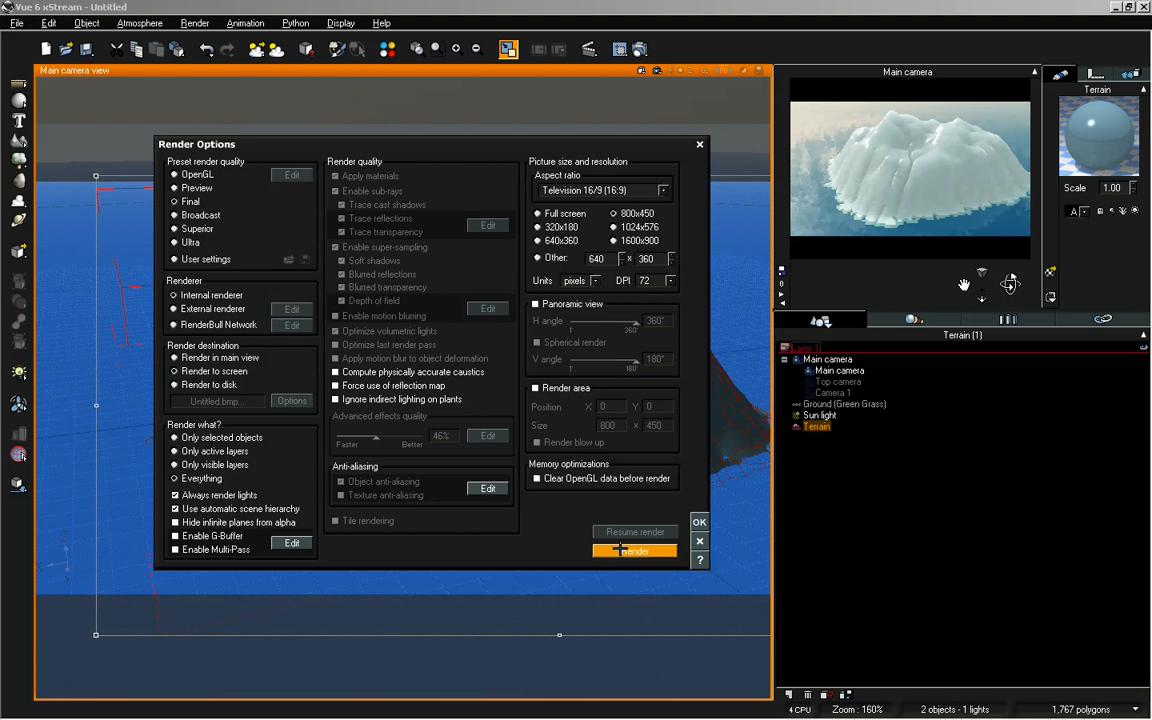 Vue 6 xStream - Untitled
File Edit Object Atmosphere Render Animation Python Display Help
Main camera view
Main camera
Terrain
Scale 1.00
A
Render Options
Preset render quality
OpenGL Edit
Preview
Final
Broadcast
Superior
Ultra
User settings
Renderer
Internal renderer
External renderer Edit
RenderBull Network Edit
Render destination
Render in main view
Render to screen
Render to disk
Untitled.bmp... Options
Render what?
Only selected objects
Only active layers
Only visible layers
Everything
Always render lights
Use automatic scene hierarchy
Hide infinite planes from alpha
Enable G-Buffer
Enable Multi-Pass Edit
Render quality
Apply materials
Enable sub-rays
Trace cast shadows
Trace reflections Edit
Trace transparency
Enable super-sampling
Soft shadows
Blurred reflections
Blurred transparency
Depth of field Edit
Enable motion blurring
Optimize volumetric lights
Optimize last render pass
Apply motion blur to object deformation
Compute physically accurate caustics
Force use of reflection map
Ignore indirect lighting on plants
Advanced effects quality
46% Edit
Faster Better
Anti-aliasing
Object anti-aliasing Edit
Texture anti-aliasing
Tile rendering
Picture size and resolution
Aspect ratio
Television 16/9 (16:9)
Full screen 800x450
320x180 1024x576
640x360 1600x900
Other: 640 x 360
Units pixels DPI 72
Panoramic view
H angle 360°
1° 360°
Spherical render
V angle 180°
1° 180°
Render area
Position X 0 Y 0
Size 800 x 450
Render blow up
Memory optimizations
Clear OpenGL data before render
Resume render
Render
OK
?
0
Terrain (1)
Layer 1
Main camera
Main camera
Top camera
Camera 1
Ground (Green Grass)
Sun light
Terrain
4 CPU Zoom : 160% 2 objects - 1 lights 1,767 polygons